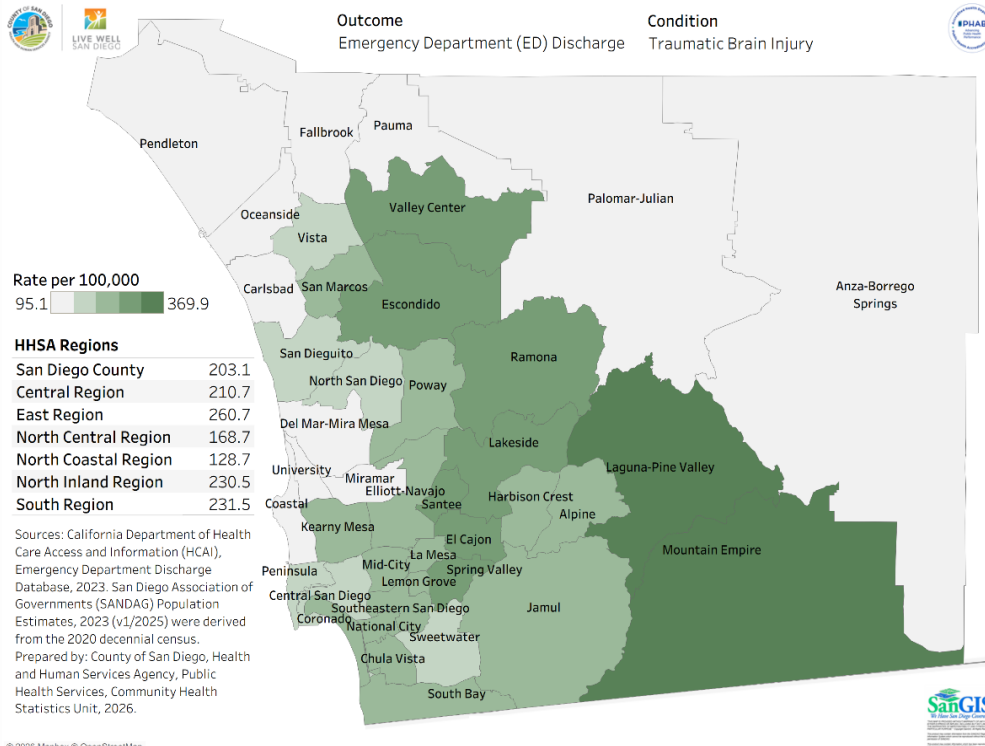 COUNTY OF SAN DIEGO
LIVE WELL
SAN DIEGO
Outcome
Emergency Department (ED) Discharge
Condition
Traumatic Brain Injury
PHAB
Pendleton
Fallbrook
Pauma
Palomar-Julian
Oceanside
Valley Center
Vista
Anza-Borrego
Springs
Carlsbad
San Marcos
Escondido
San Dieguito
North San Diego
Poway
Ramona
Del Mar-Mira Mesa
Lakeside
University
Miramar
Elliott-Navajo
Santee
Harbison Crest
Laguna-Pine Valley
Coastal
Alpine
Kearny Mesa
El Cajon
Mountain Empire
La Mesa
Mid-City
Spring Valley
Peninsula
Lemon Grove
Central San Diego
Southeastern San Diego
Jamul
Coronado
National City
Sweetwater
Chula Vista
South Bay
Rate per 100,000
95.1
369.9
HHSA Regions
San Diego County 203.1
Central Region 210.7
East Region 260.7
North Central Region 168.7
North Coastal Region 128.7
North Inland Region 230.5
South Region 231.5
Sources: California Department of Health
Care Access and Information (HCAI),
Emergency Department Discharge
Database, 2023. San Diego Association of
Governments (SANDAG) Population
Estimates, 2023 (v1/2025) were derived
from the 2020 decennial census.
Prepared by: County of San Diego, Health
and Human Services Agency, Public
Health Services, Community Health
Statistics Unit, 2026.
SanGIS